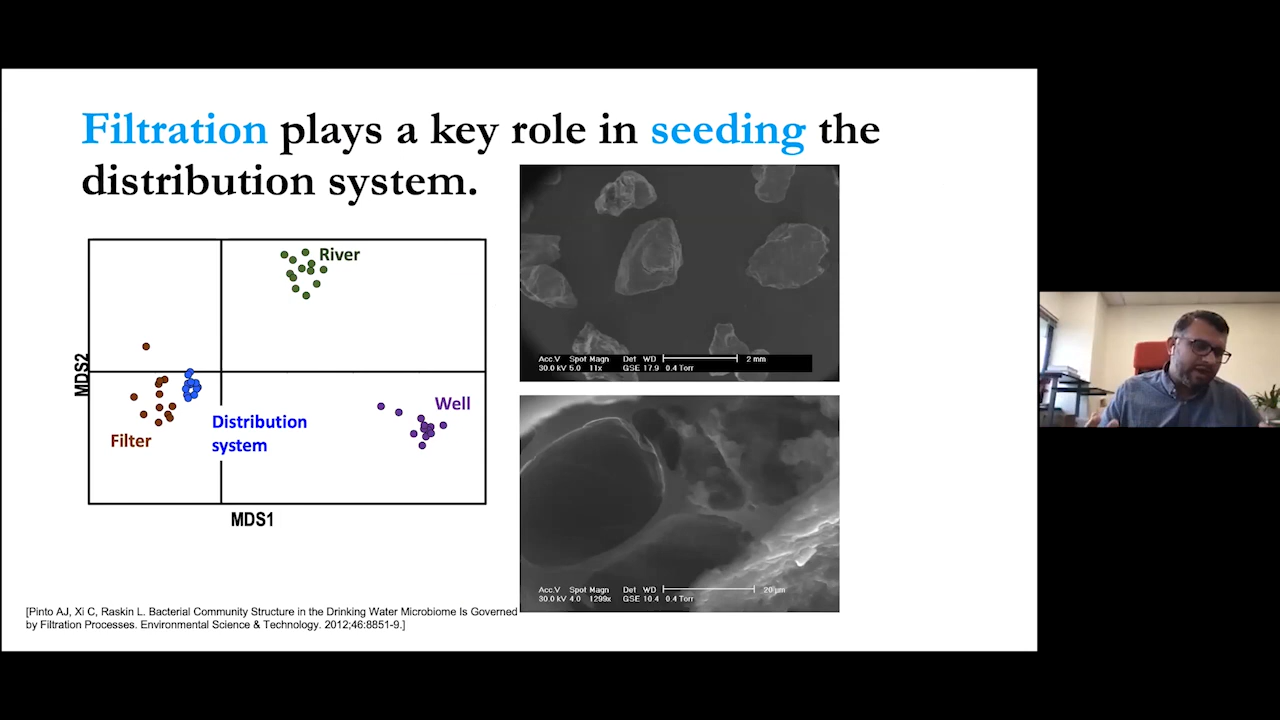 Filtration plays a key role in seeding the
distribution system.
River
Well
Distribution
system
Filter
MDS2
MDS1
Acc.V Spot Magn Det WD 2 mm
30.0 kV 5.0 11x GSE 17.9 0.4 Torr
Acc.V Spot Magn Det WD 20 µm
30.0 kV 4.0 1299x GSE 10.4 0.4 Torr
[Pinto AJ, Xi C, Raskin L. Bacterial Community Structure in the Drinking Water Microbiome Is Governed
by Filtration Processes. Environmental Science & Technology. 2012;46:8851-9.]